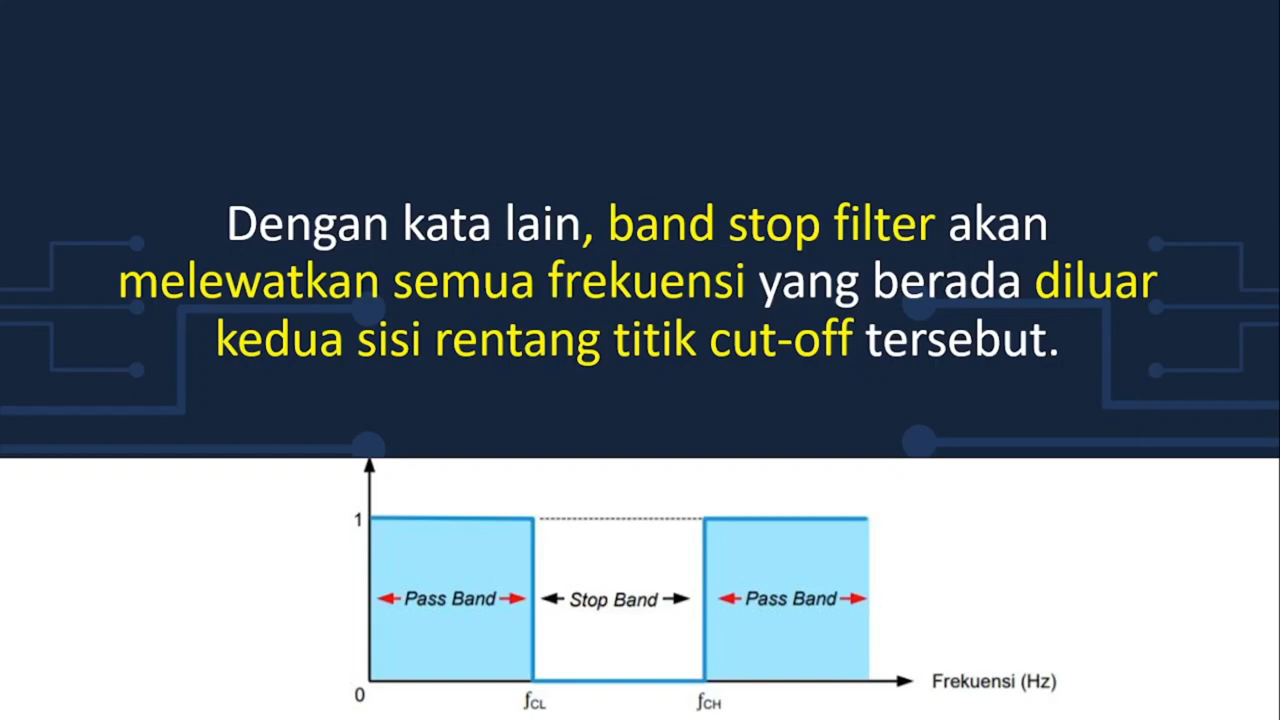 Dengan kata lain, band stop filter akan
melewatkan semua frekuensi yang berada diluar
kedua sisi rentang titik cut-off tersebut.
1
Pass Band
Stop Band
Pass Band
0
fCL
fCH
Frekuensi (Hz)